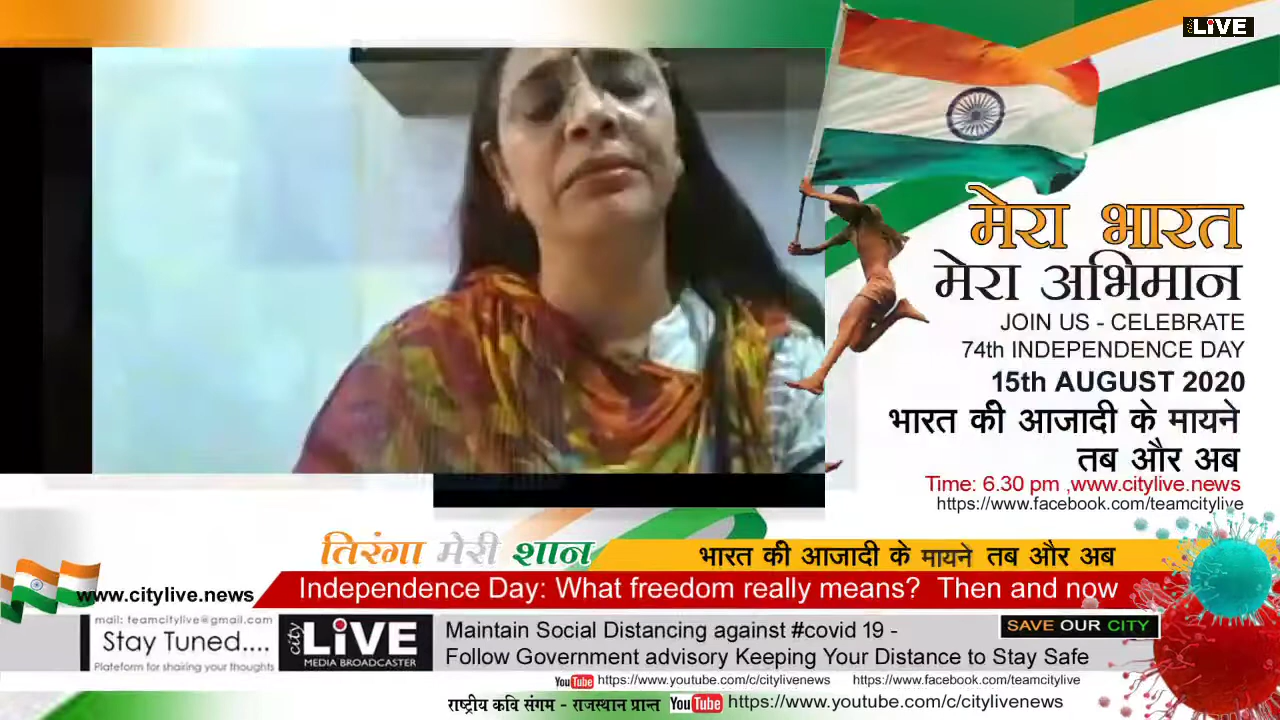 city LiVE
मेरा भारत
मेरा अभिमान
JOIN US - CELEBRATE
74th INDEPENDENCE DAY
15th AUGUST 2020
भारत की आजादी के मायने
तब और अब
Time: 6.30 pm ,www.citylive.news
https://www.facebook.com/teamcitylive
तिरंगा मेरी शान
भारत की आजादी के मायने तब और अब
www.citylive.news
Independence Day: What freedom really means? Then and now
mail: teamcitylive@gmail.com
Stay Tuned....
Plateform for shairing your thoughts
city LiVE
MEDIA BROADCASTER
Maintain Social Distancing against #covid 19 -
SAVE OUR CITY
Follow Government advisory Keeping Your Distance to Stay Safe
YouTube https://www.youtube.com/c/citylivenews https://www.facebook.com/teamcitylive
राष्ट्रीय कवि संगम - राजस्थान प्रान्त YouTube https://www.youtube.com/c/citylivenews